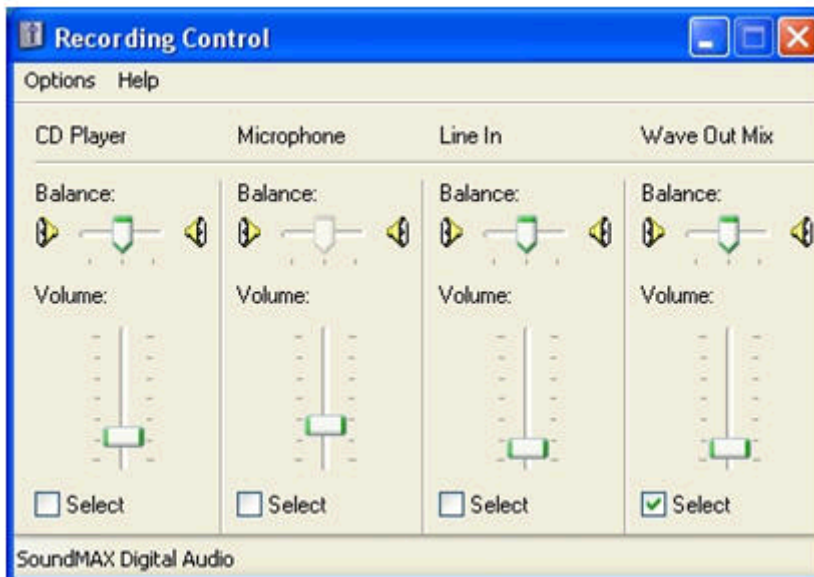 Recording Control
Options Help
CD Player Microphone Line In Wave Out Mix
Balance: Balance: Balance: Balance:
Volume: Volume: Volume: Volume:
Select Select Select Select
SoundMAX Digital Audio